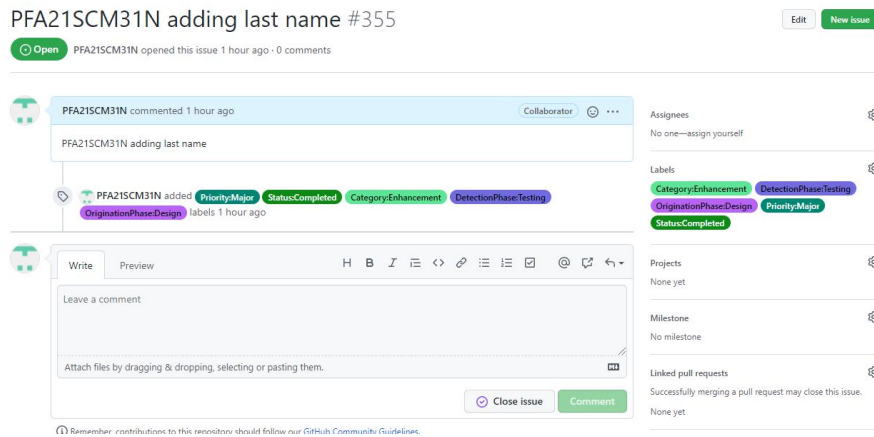 PFA21SCM31N adding last name #355
Edit
New issue
Open
PFA21SCM31N opened this issue 1 hour ago · 0 comments
PFA21SCM31N commented 1 hour ago
Collaborator
PFA21SCM31N adding last name
PFA21SCM31N added Priority:Major Status:Completed Category:Enhancement DetectionPhase:Testing
OriginationPhase:Design labels 1 hour ago
Write
Preview
Leave a comment
Attach files by dragging & dropping, selecting or pasting them.
Close issue
Comment
Remember, contributions to this repository should follow our GitHub Community Guidelines.
Assignees
No one—assign yourself
Labels
Category:Enhancement DetectionPhase:Testing
OriginationPhase:Design Priority:Major
Status:Completed
Projects
None yet
Milestone
No milestone
Linked pull requests
Successfully merging a pull request may close this issue.
None yet